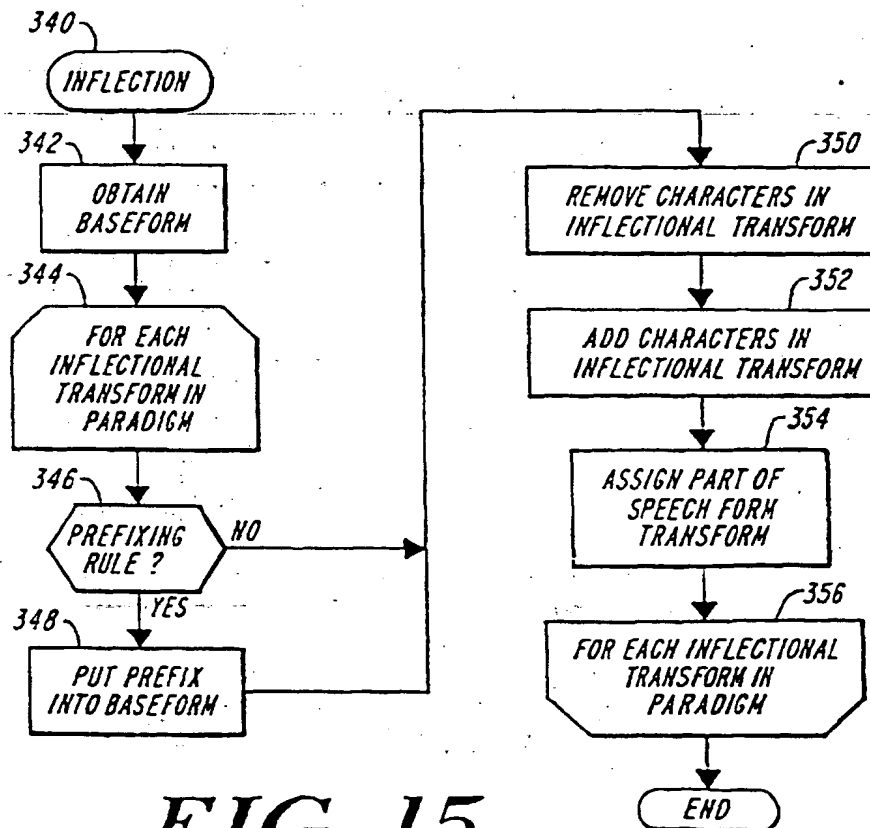 340
INFLECTION
342
OBTAIN
BASEFORM
344
FOR EACH
INFLECTIONAL
TRANSFORM IN
PARADIGM
346
PREFIXING
RULE ?
NO
YES
348
PUT PREFIX
INTO BASEFORM
350
REMOVE CHARACTERS IN
INFLECTIONAL TRANSFORM
352
ADD CHARACTERS IN
INFLECTIONAL TRANSFORM
354
ASSIGN PART OF
SPEECH FORM
TRANSFORM
356
FOR EACH INFLECTIONAL
TRANSFORM IN
PARADIGM
END
FIG. 15